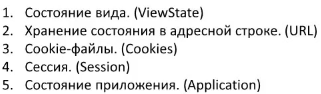 1. Состояние вида. (ViewState)
2. Хранение состояния в адресной строке. (URL)
3. Cookie-файлы. (Cookies)
4. Сессия. (Session)
5. Состояние приложения. (Application)